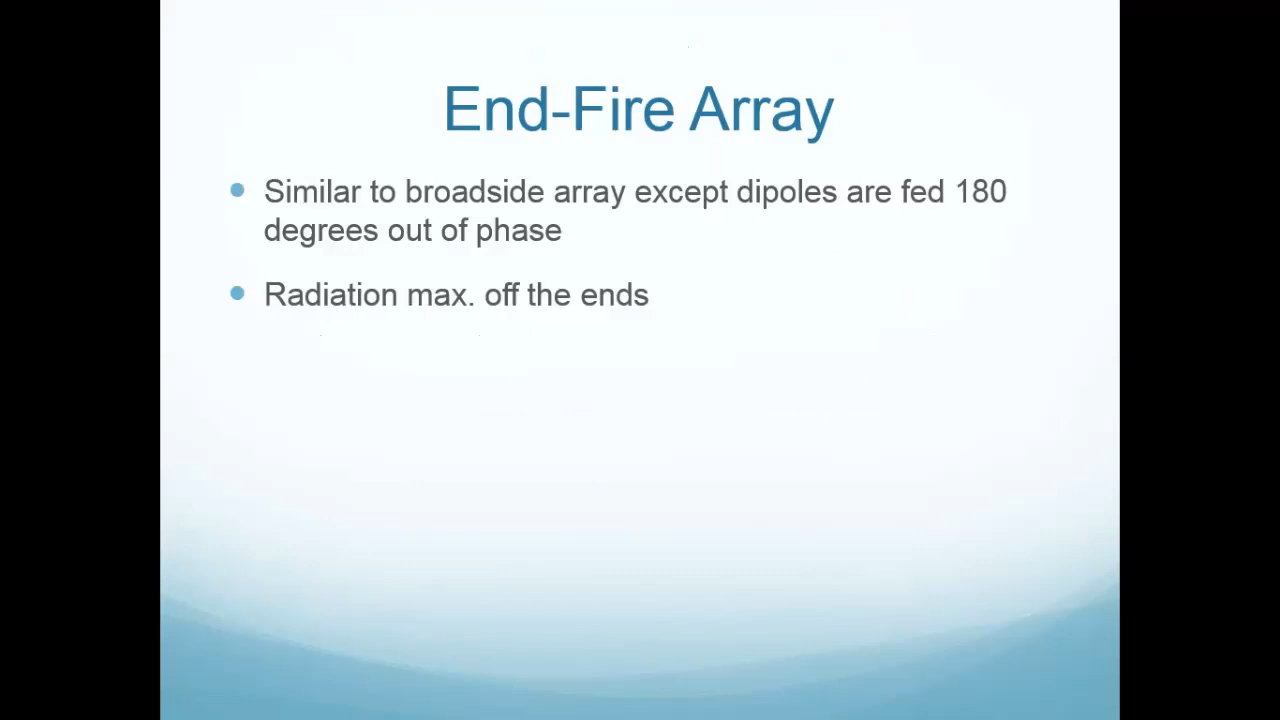 End-Fire Array
Similar to broadside array except dipoles are fed 180
degrees out of phase
Radiation max. off the ends